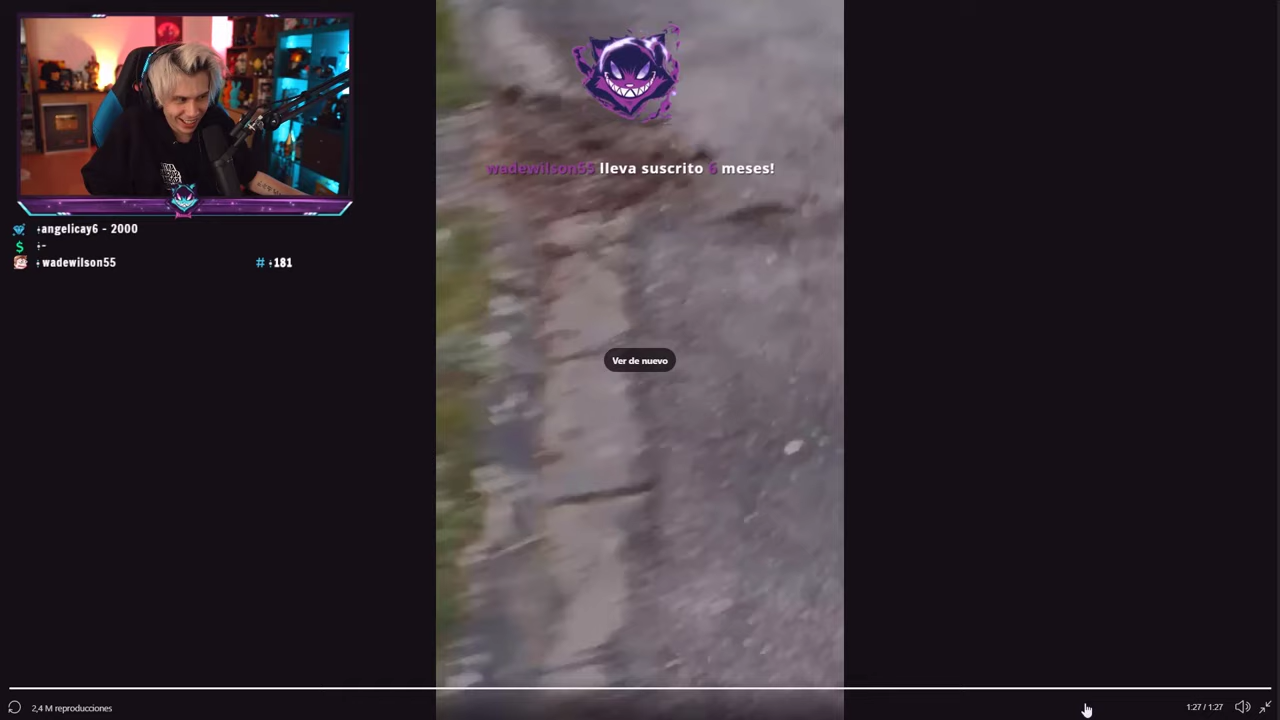 wadewilson55 lleva suscrito 6 meses!
angelicay6 - 2000
$ -
wadewilson55
# 181
Ver de nuevo
2,4 M reproducciones
1:27 / 1:27